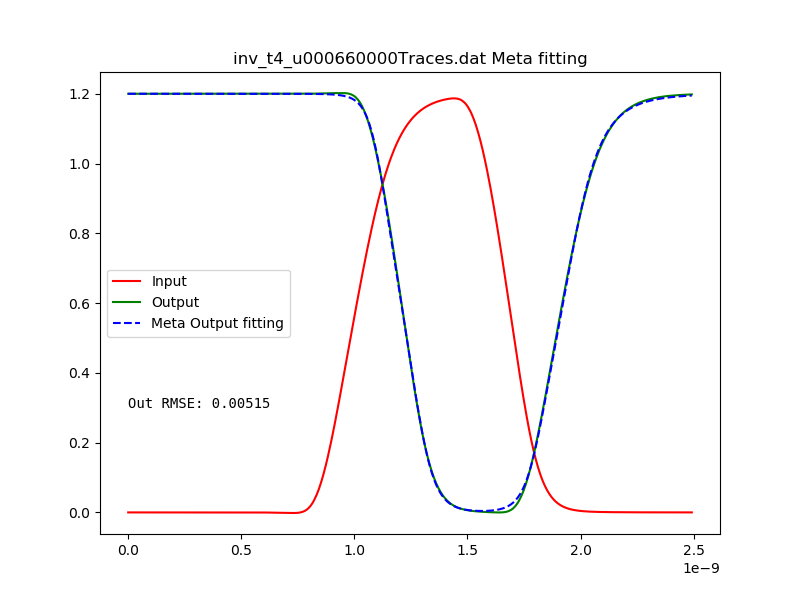 inv_t4_u000660000Traces.dat Meta fitting
1.2
1.0
0.8
0.6
0.4
0.2
0.0
Input
Output
Meta Output fitting
Out RMSE: 0.00515
0.0 0.5 1.0 1.5 2.0 2.5
1e−9